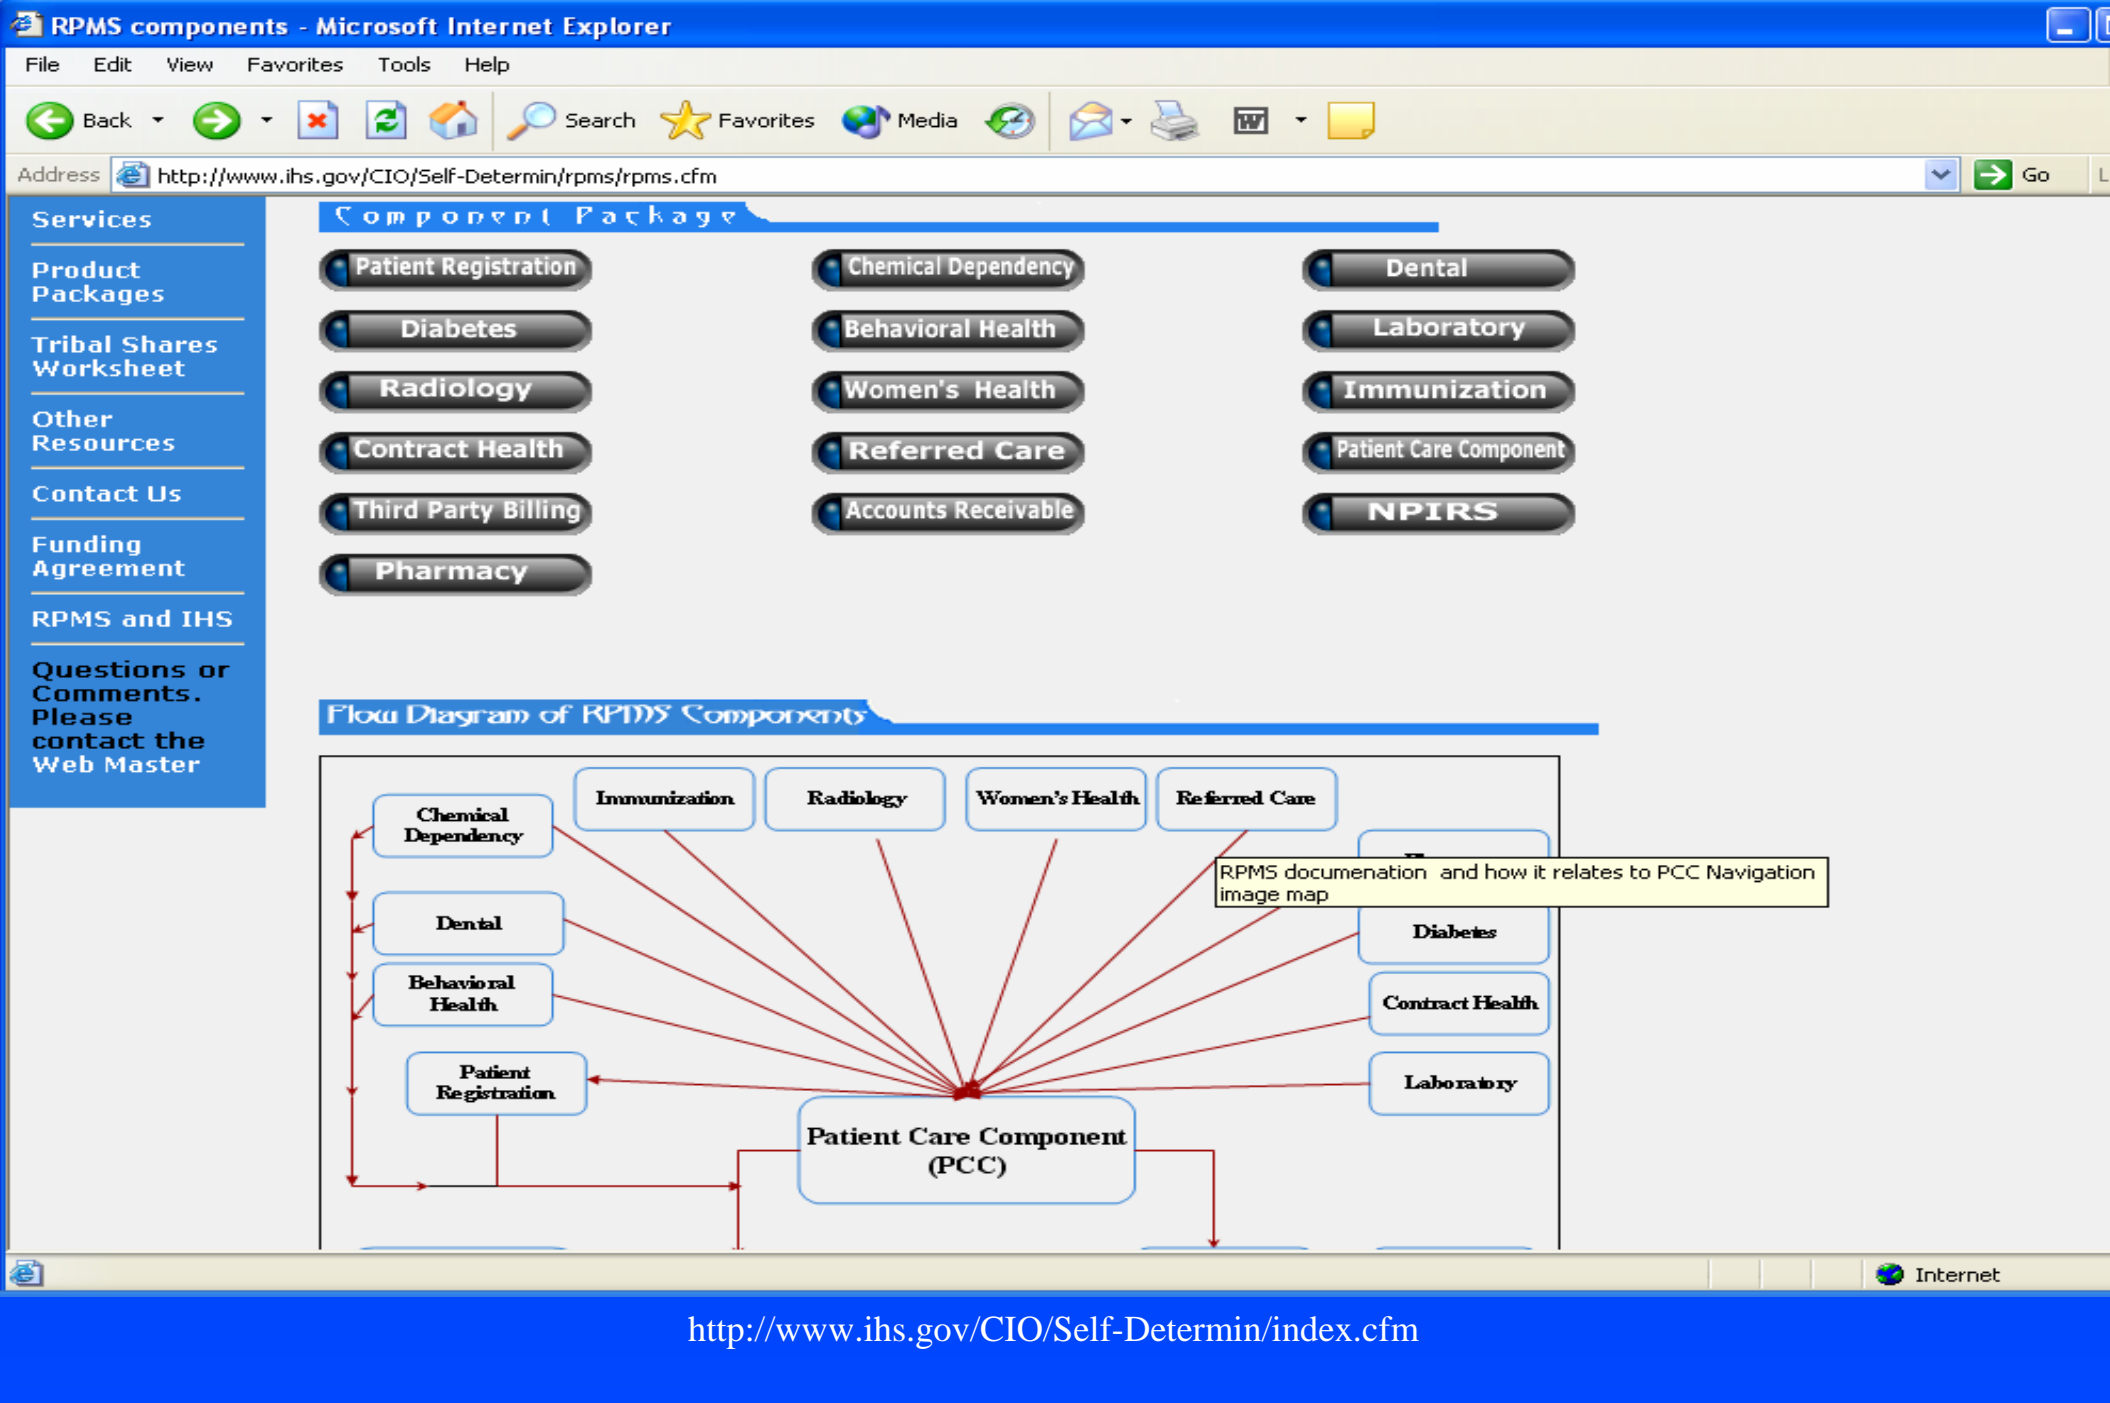 RPMS components - Microsoft Internet Explorer
File Edit View Favorites Tools Help
Back Search Favorites Media
Address http://www.ihs.gov/CIO/Self-Determin/rpms/rpms.cfm Go
Services
Product
Packages
Tribal Shares
Worksheet
Other
Resources
Contact Us
Funding
Agreement
RPMS and IHS
Questions or
Comments.
Please
contact the
Web Master
Component Package
Patient Registration Chemical Dependency Dental
Diabetes Behavioral Health Laboratory
Radiology Women's Health Immunization
Contract Health Referred Care Patient Care Component
Third Party Billing Accounts Receivable NPIRS
Pharmacy
Flow Diagram of RPMS Components
Immunization Radiology Women's Health Referred Care
Chemical
Dependency
RPMS documenation and how it relates to PCC Navigation
image map
Dental
Diabetes
Behavioral
Health
Contract Health
Patient
Registration
Laboratory
Patient Care Component
(PCC)
Internet
http://www.ihs.gov/CIO/Self-Determin/index.cfm